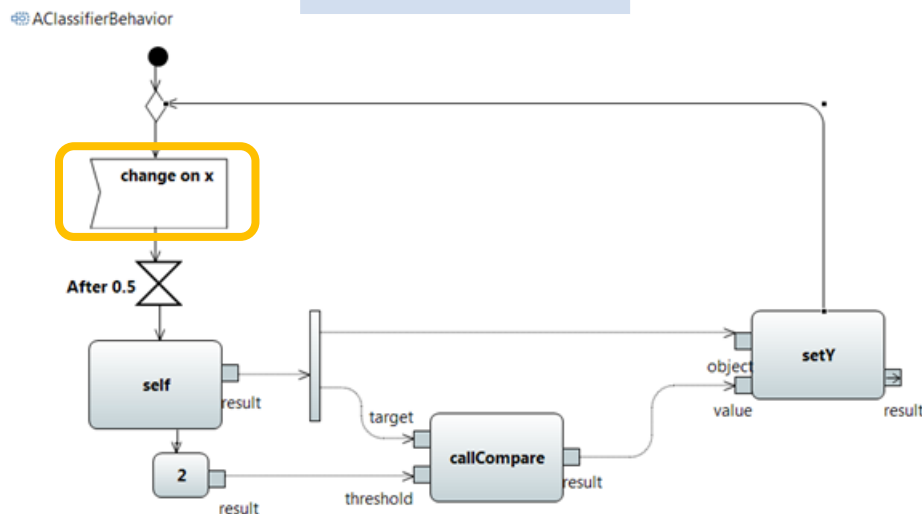 AClassifierBehavior
change on x
After 0.5
self
result
2
result
target
threshold
callCompare
result
object
value
setY
result